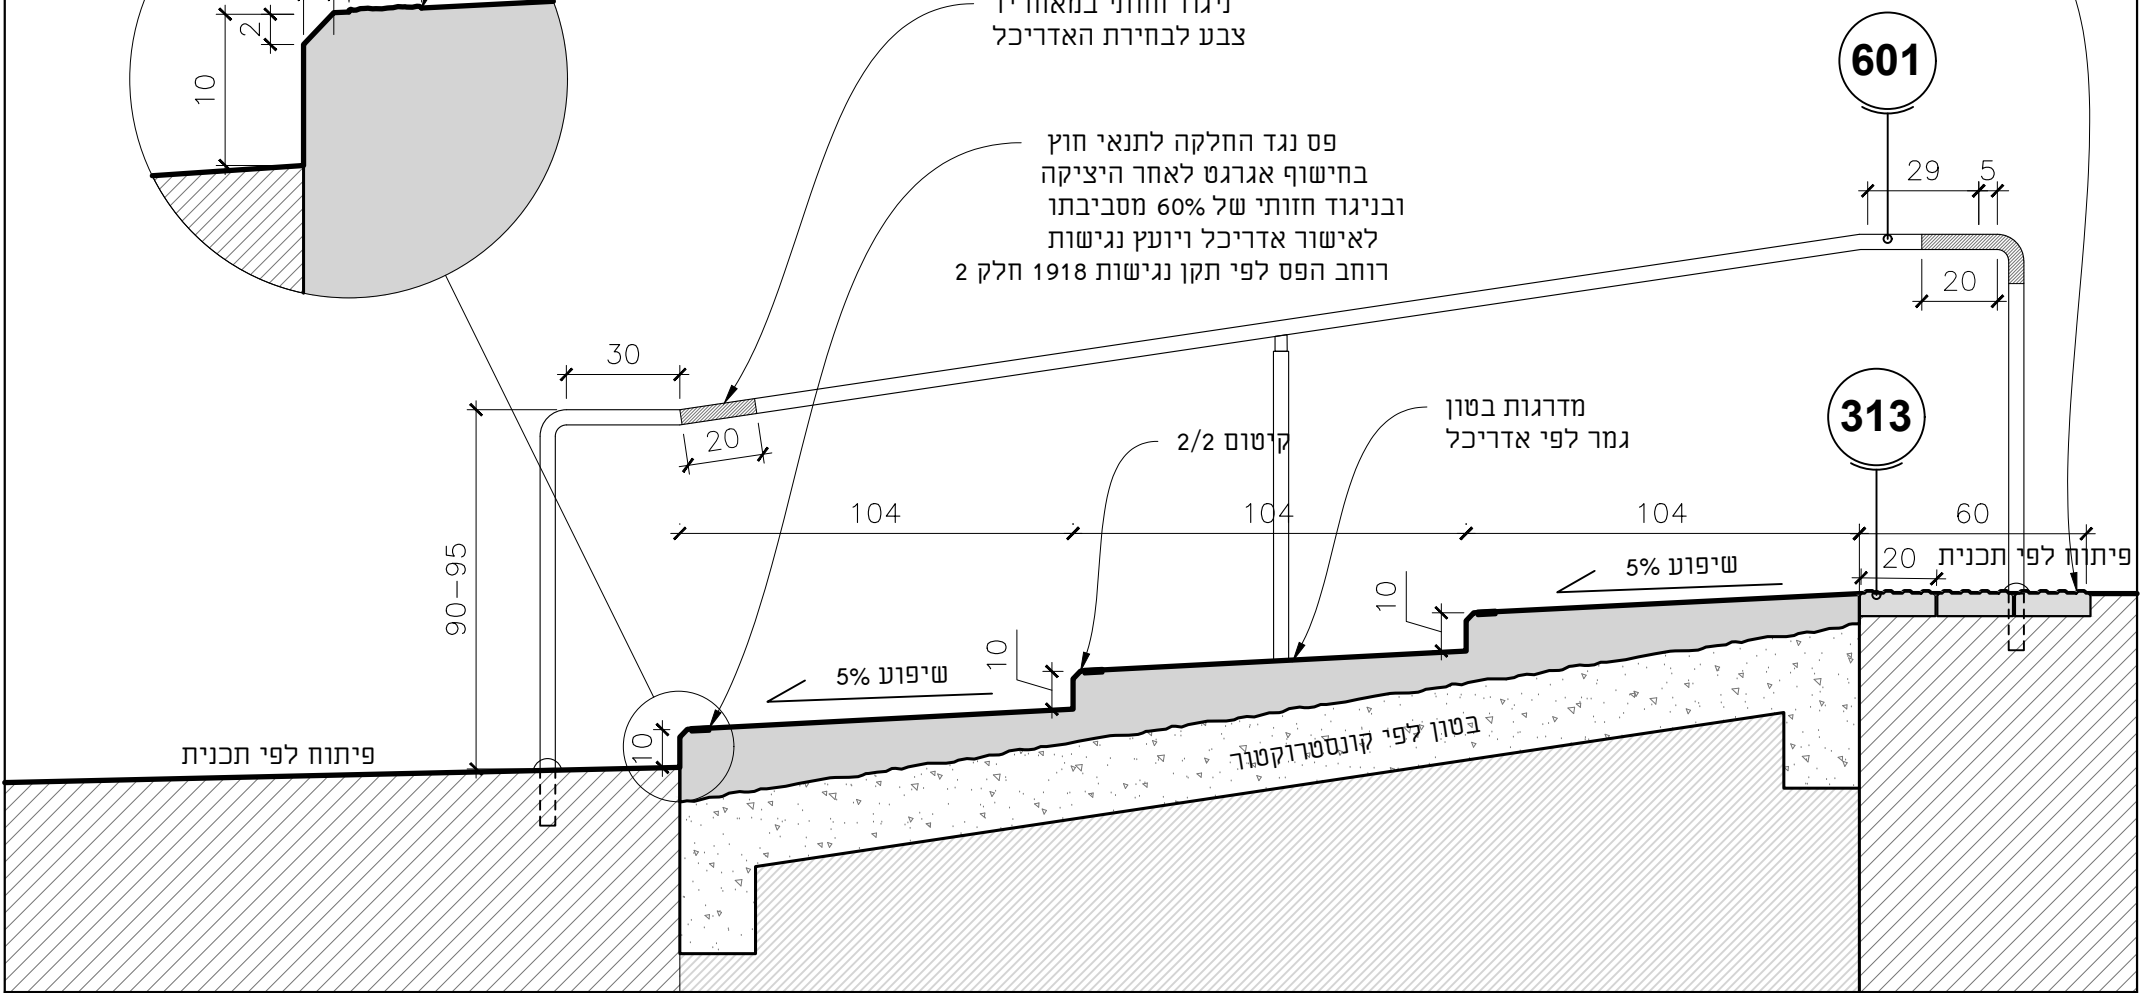 ניגוד חזותי במאחז יד
צבע לבחירת האדריכל
601
2
10
פס נגד החלקה לתנאי חוץ
בחישוף אגרגט לאחר היציקה
ובניגוד חזותי של 60% מסביבתו
לאישור אדריכל ויועץ נגישות
רוחב הפס לפי תקן נגישות 1918 חלק 2
29
5
20
30
20
313
מדרגות בטון
גמר לפי אדריכל
קיטום 2/2
104
104
104
60
90-95
20
פיתוח לפי תכנית
שיפוע 5%
10
10
שיפוע 5%
10
פיתוח לפי תכנית
בטון לפי קונסטרוקטור